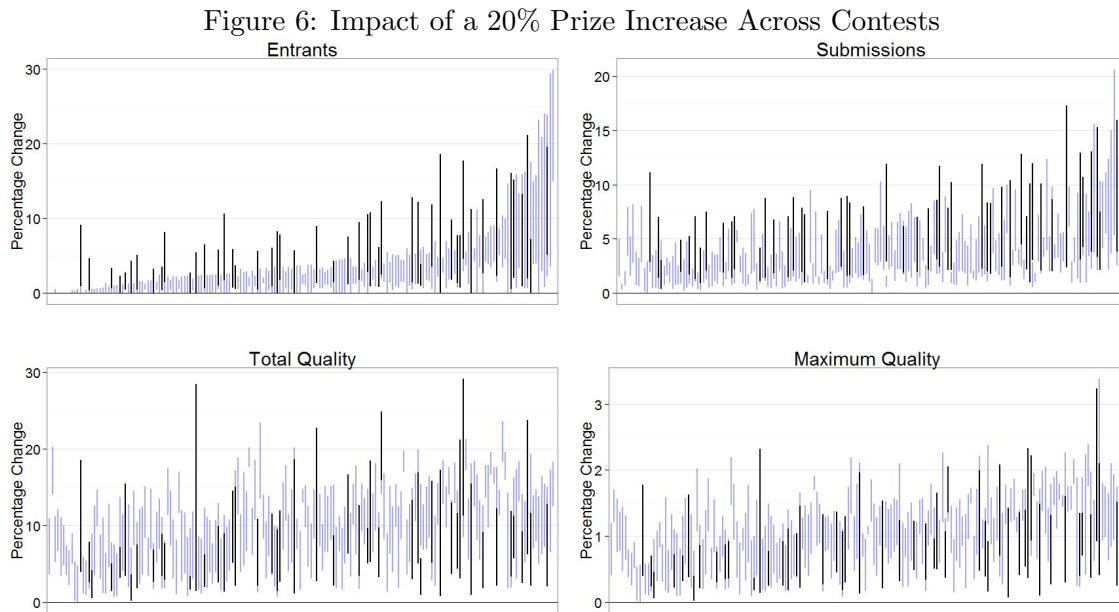 Figure 6: Impact of a 20% Prize Increase Across Contests
Entrants
Percentage Change
30
20
10
0
Submissions
Percentage Change
20
15
10
5
0
Total Quality
Percentage Change
30
20
10
0
Maximum Quality
Percentage Change
3
2
1
0